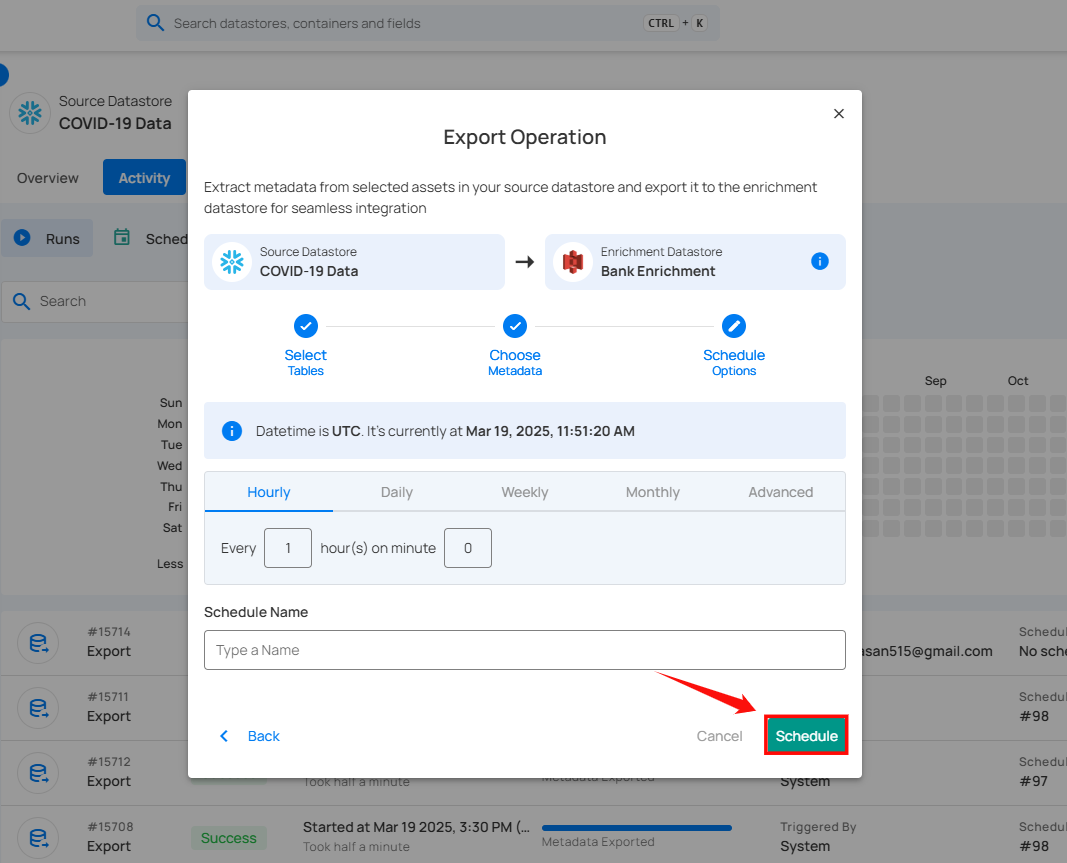 Search datastores, containers and fields CTRL + K
Source Datastore
COVID-19 Data
Overview
Activity
Runs
Sched
Search
Export Operation
Extract metadata from selected assets in your source datastore and export it to the enrichment
datastore for seamless integration
Source Datastore
COVID-19 Data
Enrichment Datastore
Bank Enrichment
Select
Tables
Choose
Metadata
Schedule
Options
Datetime is UTC. It's currently at Mar 19, 2025, 11:51:20 AM
Hourly Daily Weekly Monthly Advanced
Every 1 hour(s) on minute 0
Schedule Name
Type a Name
Back
Cancel
Schedule
Sep Oct
Sun
Mon
Tue
Wed
Thu
Fri
Sat
Less
#15714
Export
asan515@gmail.com
Schedul
No sche
#15711
Export
Schedul
#98
#15712
Export
Took half a minute
Metadata Exported
System
Schedul
#97
#15708
Export
Success
Started at Mar 19 2025, 3:30 PM (...
Took half a minute
Metadata Exported
Triggered By
System
Schedul
#98